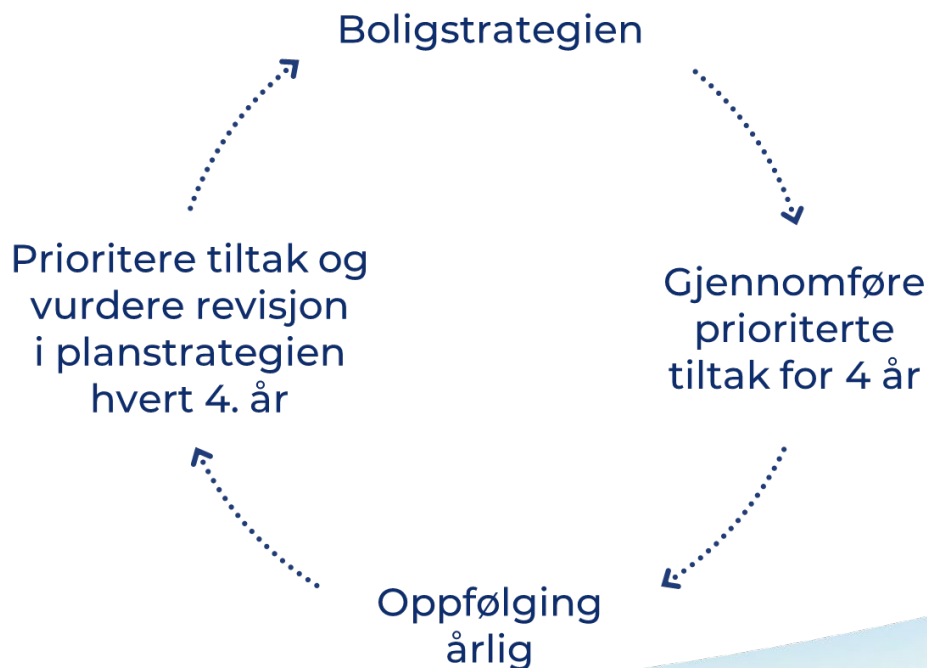 Boligstrategien
Gjennomføre
prioriterte
tiltak for 4 år
Oppfølging
årlig
Prioritere tiltak og
vurdere revisjon
i planstrategien
hvert 4. år